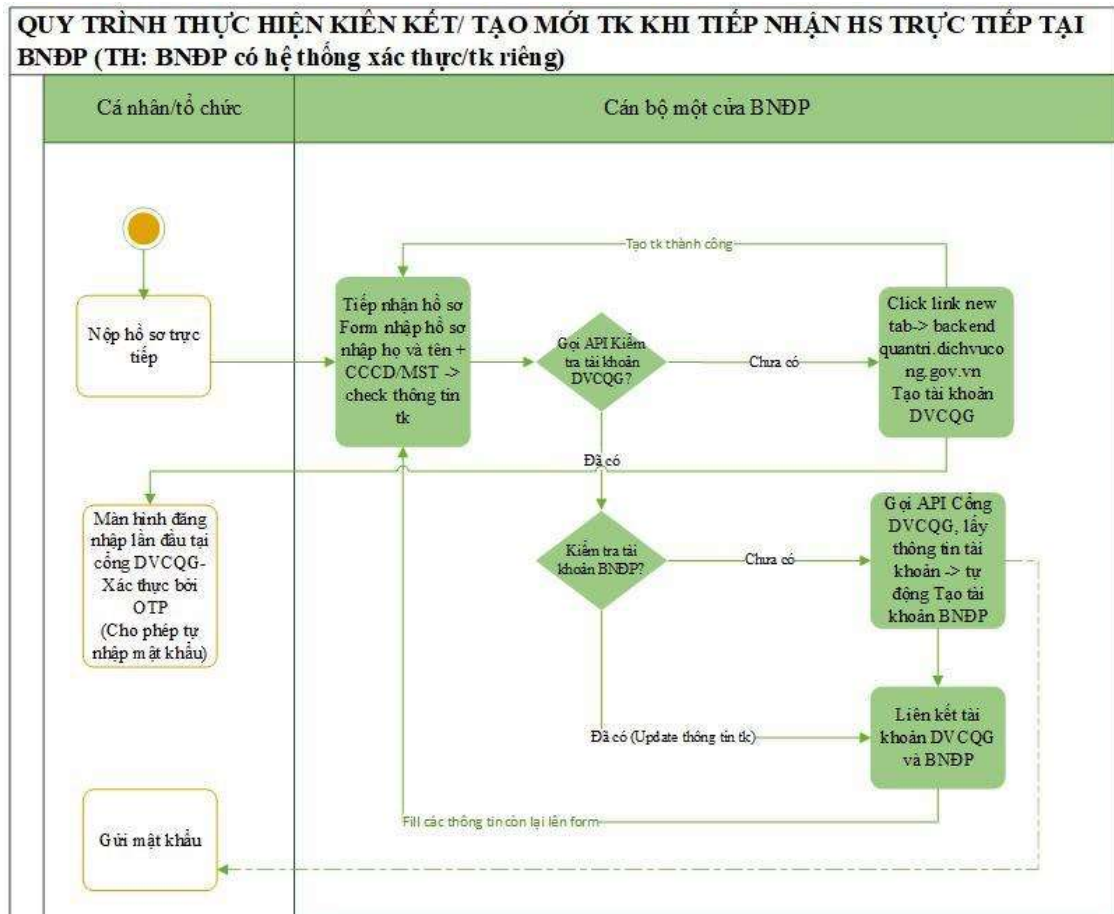 QUY TRÌNH THỰC HIỆN KIÊN KẾT/ TẠO MỚI TK KHI TIẾP NHẬN HS TRỰC TIẾP TẠI
BNĐP (TH: BNĐP có hệ thống xác thực/tk riêng)
Cá nhân/tổ chức
Cán bộ một cửa BNĐP
Tạo tk thành công
Nộp hồ sơ trực
tiếp
Tiếp nhận hồ sơ
Form nhập hồ sơ
nhập họ và tên +
CCCD/MST ->
check thông tin
tk
Gọi API Kiểm
tra tài khoản
DVCQG?
Chưa có
Click link new
tab-> backend
quantri.dichvuco
ng.gov.vn
Tạo tài khoản
DVCQG
Đã có
Màn hình đăng
nhập lần đầu tại
cổng DVCQG-
Xác thực bởi
OTP
(Cho phép tự
nhập mật khẩu)
Kiểm tra tài
khoản BNĐP?
Chưa có
Gọi API Cổng
DVCQG, lấy
thông tin tài
khoản -> tự
động Tạo tài
khoản BNĐP
Đã có (Update thông tin tk)
Liên kết tài
khoản DVCQG
và BNĐP
Fill các thông tin còn lại lên form
Gửi mật khẩu